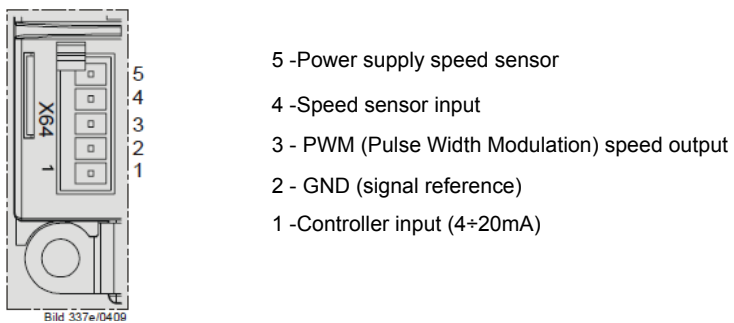 5 -Power supply speed sensor
4 -Speed sensor input
3 - PWM (Pulse Width Modulation) speed output
2 - GND (signal reference)
1 -Controller input (4÷20mA)
5
4
3
2
1
X64
1
Bild 337e/0409